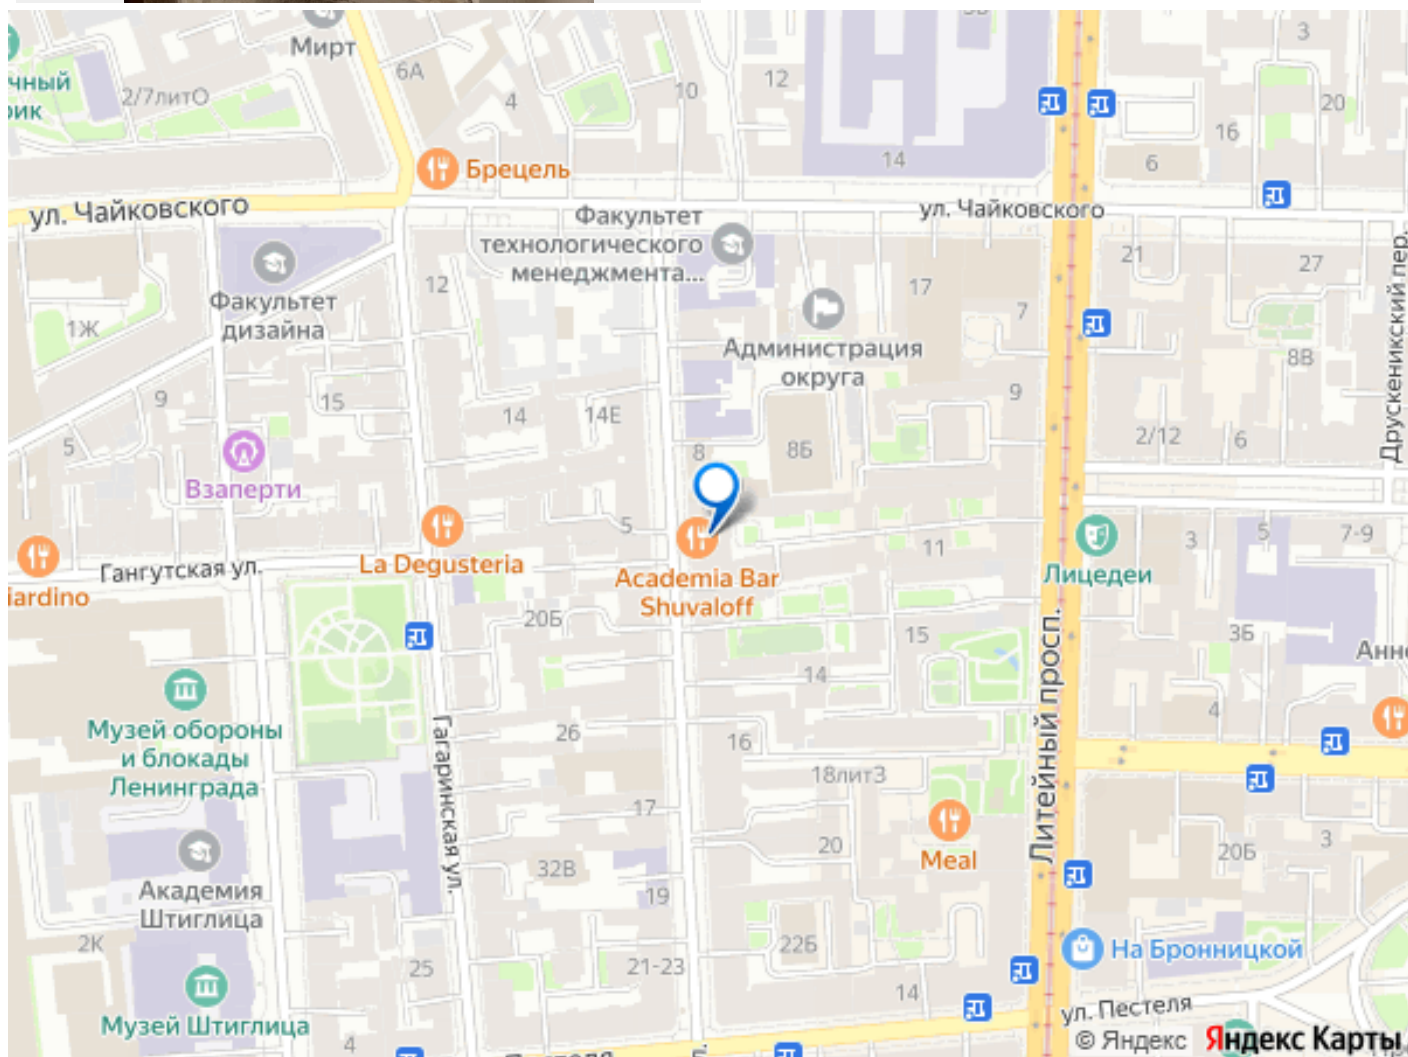 Мирт
6А
чный
2/7литО
4
10
12
3
20
16
6
14
Брецель
ул. Чайковского
ул. Чайковского
Факультет
технологического
менеджмента...
21
27
Друскеникский пер.
12
17
7
Факультет
дизайна
1Ж
Администрация
округа
8В
9
9
15
14
14Е
2/12
6
5
8
8Б
Взаперти
5
11
3
5
7-9
La Degusteria
Гангутская ул.
iardino
Academia Bar
Shuvaloff
Лицедеи
20Б
15
3Б
14
Литейный просп.
4
Музей обороны
и блокады
Ленинграда
26
16
18лит3
Гагаринская ул.
17
20
Meal
20Б
3
32В
19
Академия
Штиглица
2К
22Б
На Бронницкой
25
21-23
14
ул. Пестеля
Музей Штиглица
4
© Яндекс Яндекс Карты